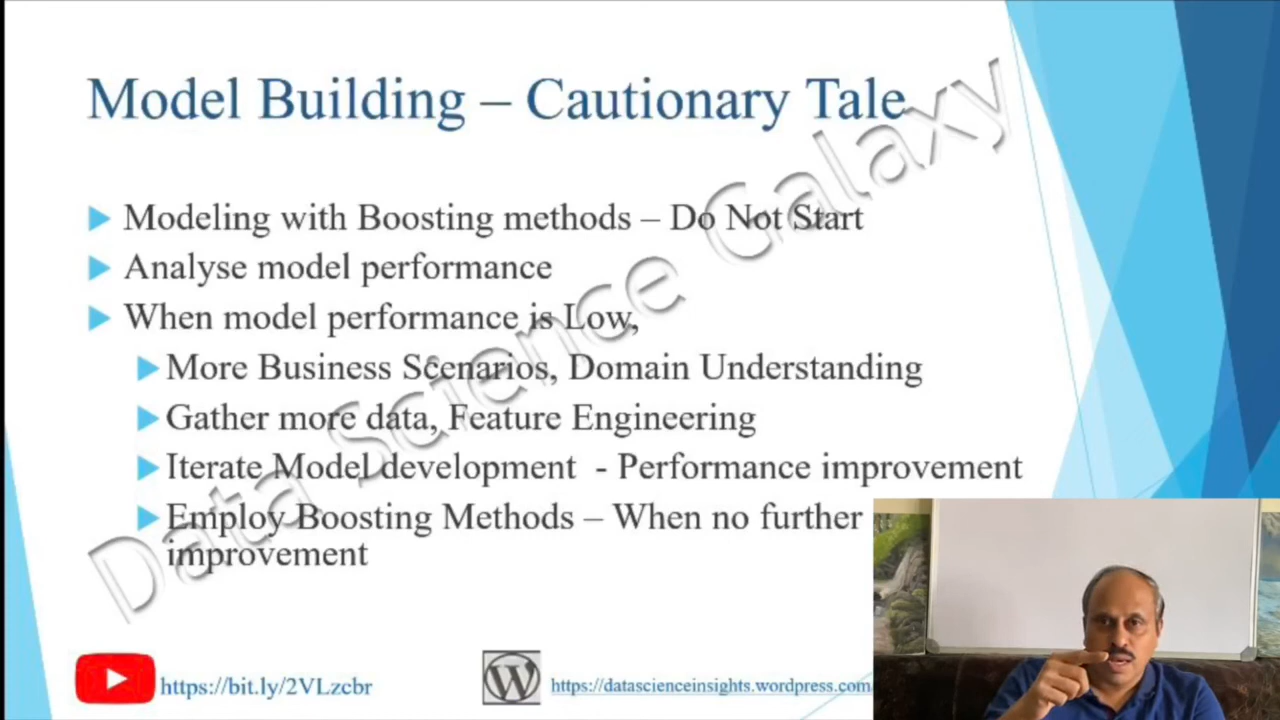 Model Building – Cautionary Tale
Modeling with Boosting methods – Do Not Start
Analyse model performance
When model performance is Low,
More Business Scenarios, Domain Understanding
Gather more data, Feature Engineering
Iterate Model development - Performance improvement
Employ Boosting Methods – When no further
improvement
Data Science Galaxy
https://bit.ly/2VLzcbr
https://datascienceinsights.wordpress.com/